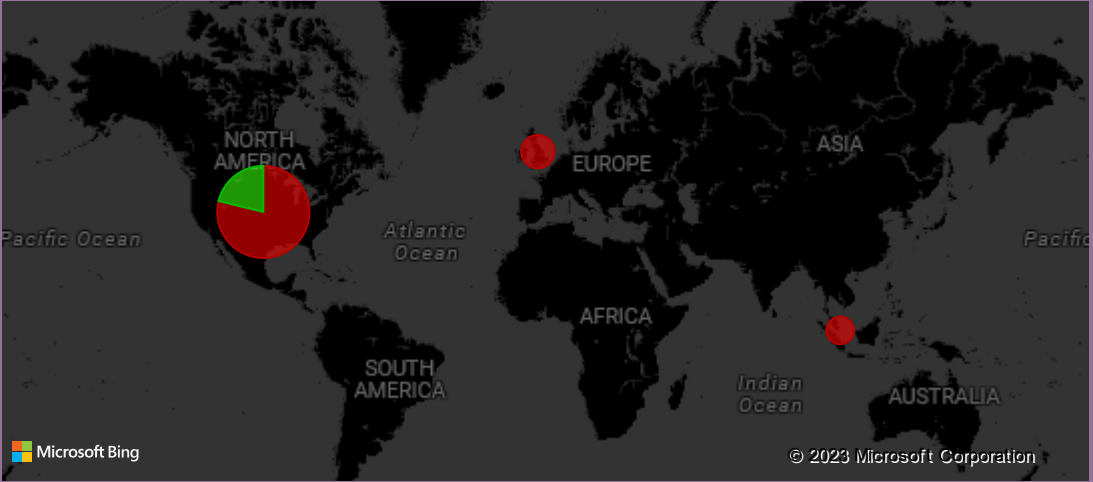 NORTH
AMERICA
ASIA
EUROPE
Atlantic
Ocean
Pacific Ocean
Pacific
AFRICA
SOUTH
AMERICA
Indian
Ocean
AUSTRALIA
Microsoft Bing
© 2023 Microsoft Corporation